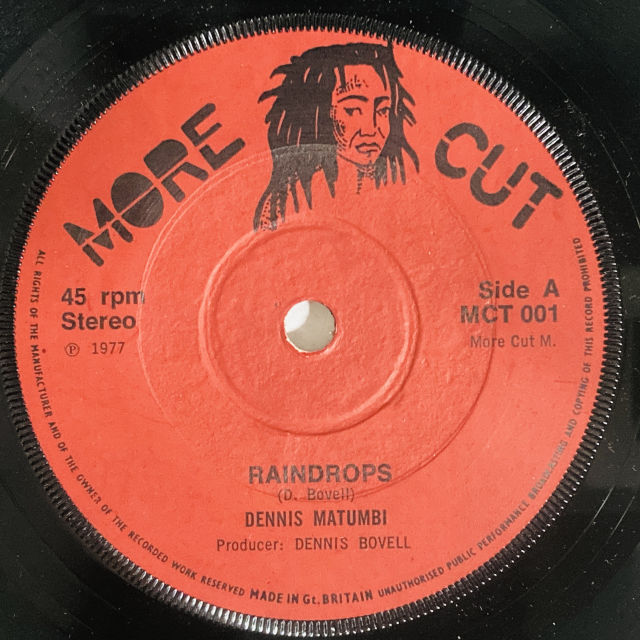 MORE CUT
45 rpm
Stereo
℗ 1977
Side A
MCT 001
More Cut M.
RAINDROPS
(D. Bovell)
DENNIS MATUMBI
Producer: DENNIS BOVELL
ALL RIGHTS OF THE MANUFACTURER AND OF THE OWNER OF THE RECORDED WORK RESERVED MADE IN Gt. BRITAIN UNAUTHORISED PUBLIC PERFORMANCE BROADCASTING AND COPYING OF THIS RECORD PROHIBITED